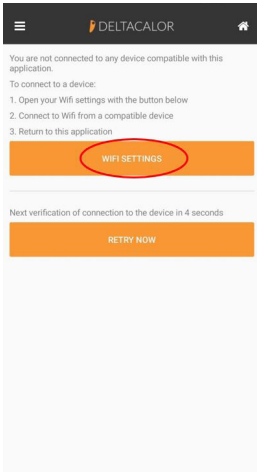 DELTACALOR
You are not connected to any device compatible with this
application.
To connect to a device:
1. Open your Wifi settings with the button below
2. Connect to Wifi from a compatible device
3. Return to this application
WIFI SETTINGS
Next verification of connection to the device in 4 seconds
RETRY NOW